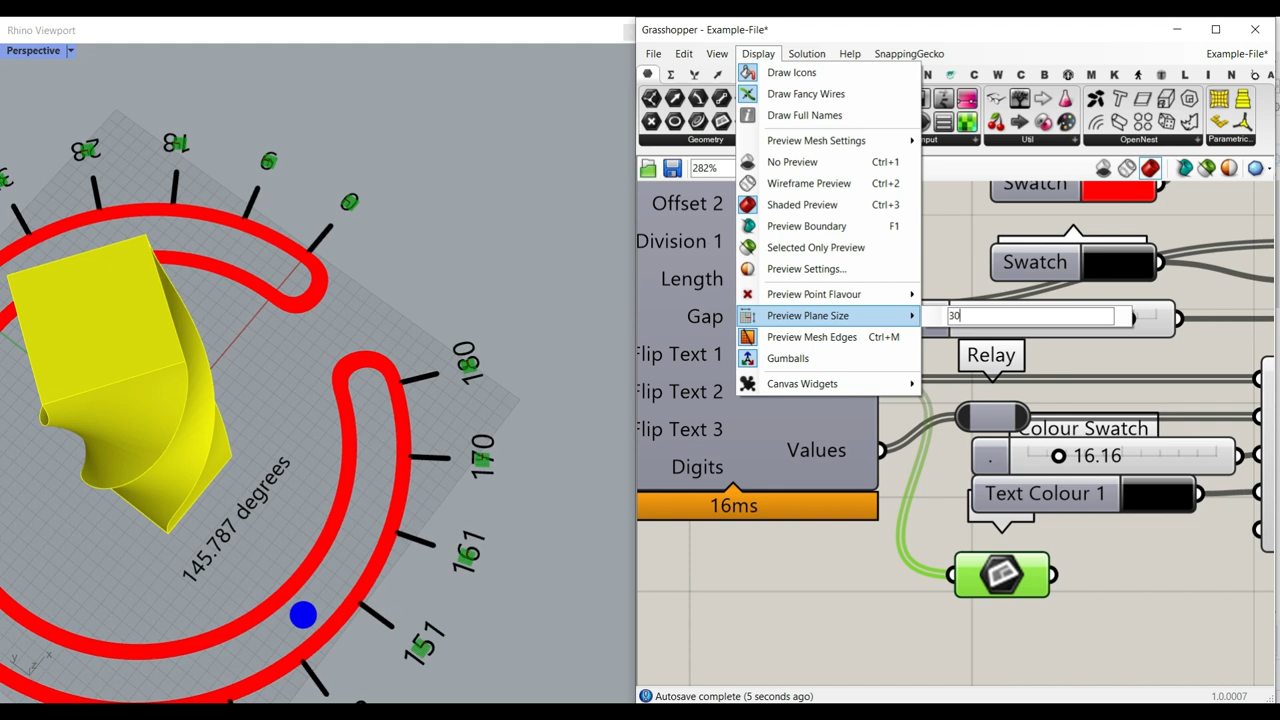 Rhino Viewport
Perspective
28
18
9
0
180
170
161
151
145.787 degrees
Grasshopper - Example-File*
File Edit View Display Solution Help SnappingGecko
Example-File*
Draw Icons
Draw Fancy Wires
Draw Full Names
Preview Mesh Settings
No Preview Ctrl+1
Wireframe Preview Ctrl+2
Shaded Preview Ctrl+3
Preview Boundary F1
Selected Only Preview
Preview Settings...
Preview Point Flavour
Preview Plane Size
30
Preview Mesh Edges Ctrl+M
Gumballs
Canvas Widgets
N C W C B M K L I N A
Geometry
Util
OpenNest
Parametric..
282%
Offset 2
Division 1
Length
Gap
Flip Text 1
Flip Text 2
Flip Text 3
Digits
Values
16ms
Swatch
Swatch
Relay
Colour Swatch
. 16.16
Text Colour 1
Autosave complete (5 seconds ago)
1.0.0007